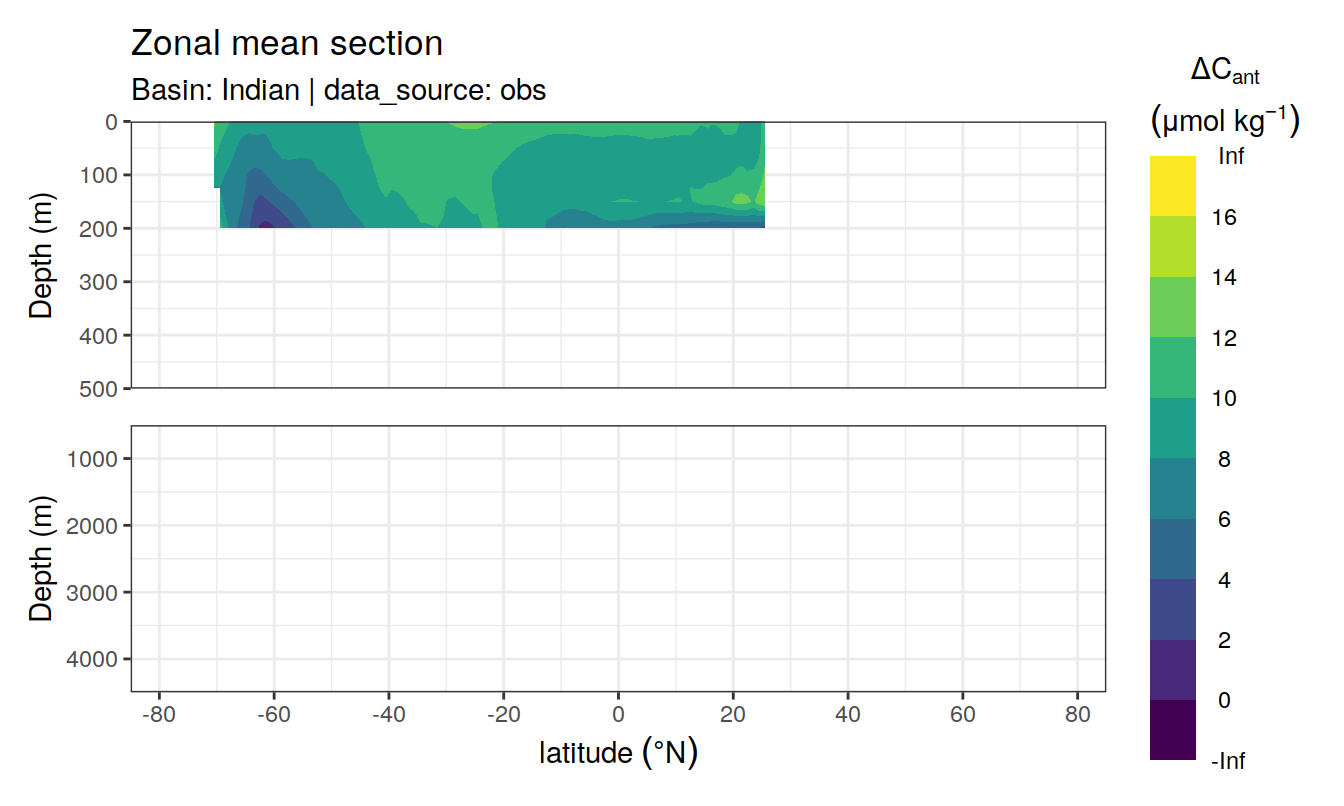 Zonal mean section
Basin: Indian | data_source: obs
ΔCant
(μmol kg−1)
Inf
16
14
12
10
8
6
4
2
0
-Inf
Depth (m)
0
100
200
300
400
500
Depth (m)
1000
2000
3000
4000
-80 -60 -40 -20 0 20 40 60 80
latitude (°N)